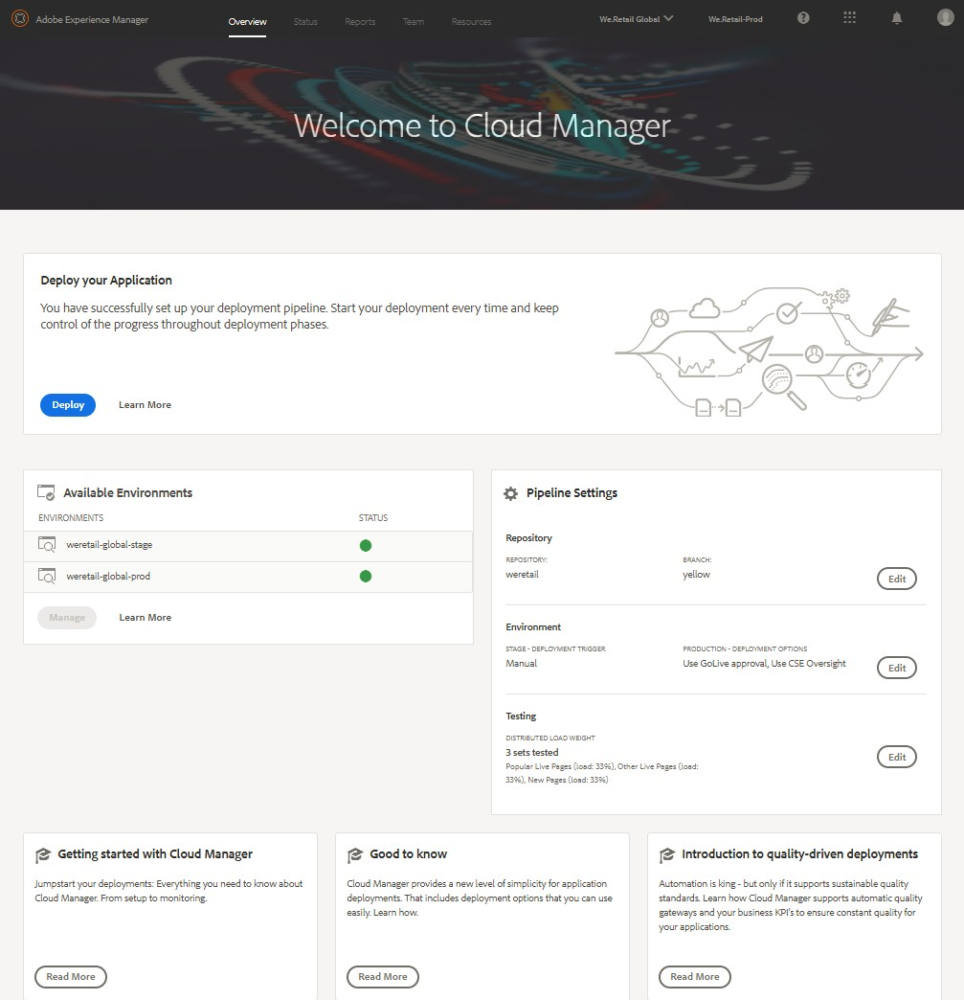 Adobe Experience Manager
Overview
Status
Reports
Team
Resources
We.Retail Global
We.Retail-Prod
Welcome to Cloud Manager
Deploy your Application
You have successfully set up your deployment pipeline. Start your deployment every time and keep
control of the progress throughout deployment phases.
Deploy
Learn More
Available Environments
ENVIRONMENTS
STATUS
weretail-global-stage
weretail-global-prod
Manage
Learn More
Pipeline Settings
Repository
REPOSITORY:
BRANCH:
weretail
yellow
Edit
Environment
STAGE - DEPLOYMENT TRIGGER
PRODUCTION - DEPLOYMENT OPTIONS
Manual
Use GoLive approval, Use CSE Oversight
Edit
Testing
DISTRIBUTED LOAD WEIGHT
3 sets tested
Popular Live Pages (load: 33%), Other Live Pages (load:
33%), New Pages (load: 33%)
Edit
Getting started with Cloud Manager
Jumpstart your deployments: Everything you need to know about
Cloud Manager. From setup to monitoring.
Read More
Good to know
Cloud Manager provides a new level of simplicity for application
deployments. That includes deployment options that you can use
easily. Learn how.
Read More
Introduction to quality-driven deployments
Automation is king - but only if it supports sustainable quality
standards. Learn how Cloud Manager supports automatic quality
gateways and your business KPI's to ensure constant quality for
your applications.
Read More